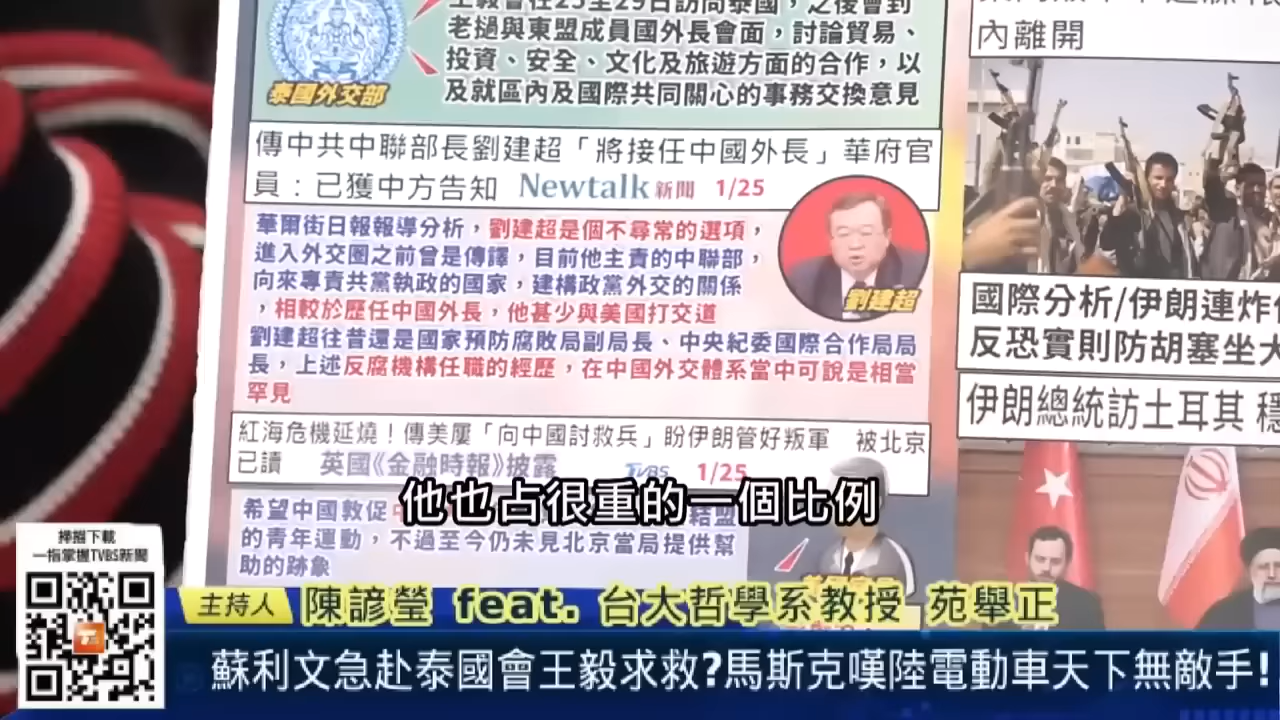 王毅會在25至29日訪問泰國，之後會到
老撾與東盟成員國外長會面，討論貿易、
投資、安全、文化及旅遊方面的合作，以
及就區內及國際共同關心的事務交換意見
泰國外交部
傳中共中聯部長劉建超「將接任中國外長」華府官
員：已獲中方告知 Newtalk新聞 1/25
華爾街日報報導分析，劉建超是個不尋常的選項，
進入外交圈之前曾是傳譯，目前他主責的中聯部，
向來專責共黨執政的國家，建構政黨外交的關係
，相較於歷任中國外長，他甚少與美國打交道
劉建超
劉建超往昔還是國家預防腐敗局副局長、中央紀委國際合作局局
長，上述反腐機構任職的經歷，在中國外交體系當中可說是相當
罕見
紅海危機延燒！傳美屢「向中國討救兵」盼伊朗管好叛軍 被北京
已讀 英國《金融時報》披露 TVBS 1/25
希望中國敦促
結盟
的青年運動，不過至今仍未見北京當局提供幫
助的跡象
內離開
國際分析/伊朗連炸
反恐實則防胡塞坐大
伊朗總統訪土耳其 穩
他也占很重的一個比例
掃描下載
一指掌握TVBS新聞
主持人 陳諺瑩 feat. 台大哲學系教授 苑舉正
蘇利文急赴泰國會王毅求救?馬斯克嘆陸電動車天下無敵手!